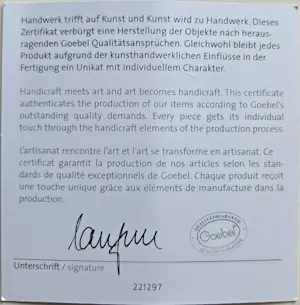 Handwerk trifft auf Kunst und Kunst wird zu Handwerk. Dieses
Zertifikat verbürgt eine Herstellung der Objekte nach heraus-
ragenden Goebel Qualitätsansprüchen. Gleichwohl bleibt jedes
Produkt aufgrund der kunsthandwerklichen Einflüsse in der
Fertigung ein Unikat mit individuellem Charakter.
Handicraft meets art and art becomes handicraft. This certificate
authenticates the production of our items according to Goebel's
outstanding quality demands. Every piece gets its individual
touch through the handicraft elements of the production process.
L'artisanat rencontre l'art et l'art se transforme en artisanat. Ce
certificat garantit la production de nos articles selon les stan-
dards de qualité exceptionnels de Goebel. Chaque produit reçoit
une touche unique grâce aux élements de manufacture dans la
production.
QUALITÄTSGARANTIE
Goebel
Unterschrift / signature
221297